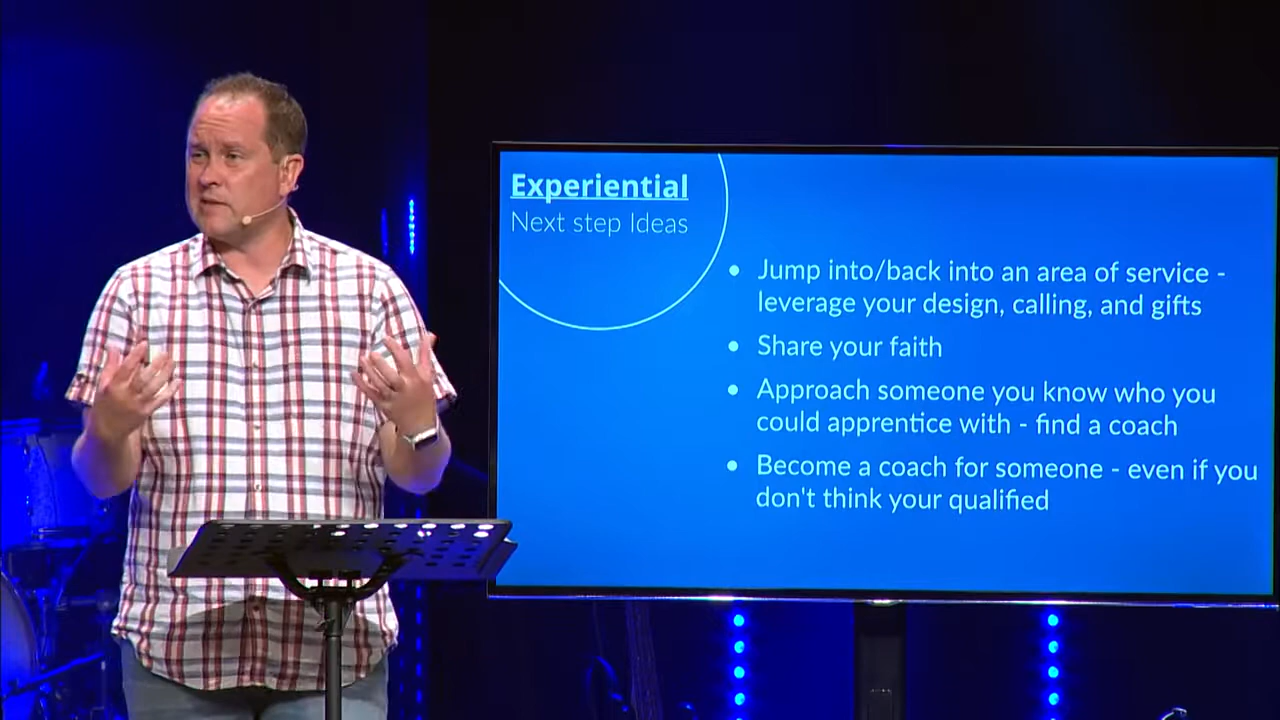 Experiential
Next step Ideas
• Jump into/back into an area of service -
leverage your design, calling, and gifts
• Share your faith
• Approach someone you know who you
could apprentice with - find a coach
• Become a coach for someone - even if you
don't think your qualified